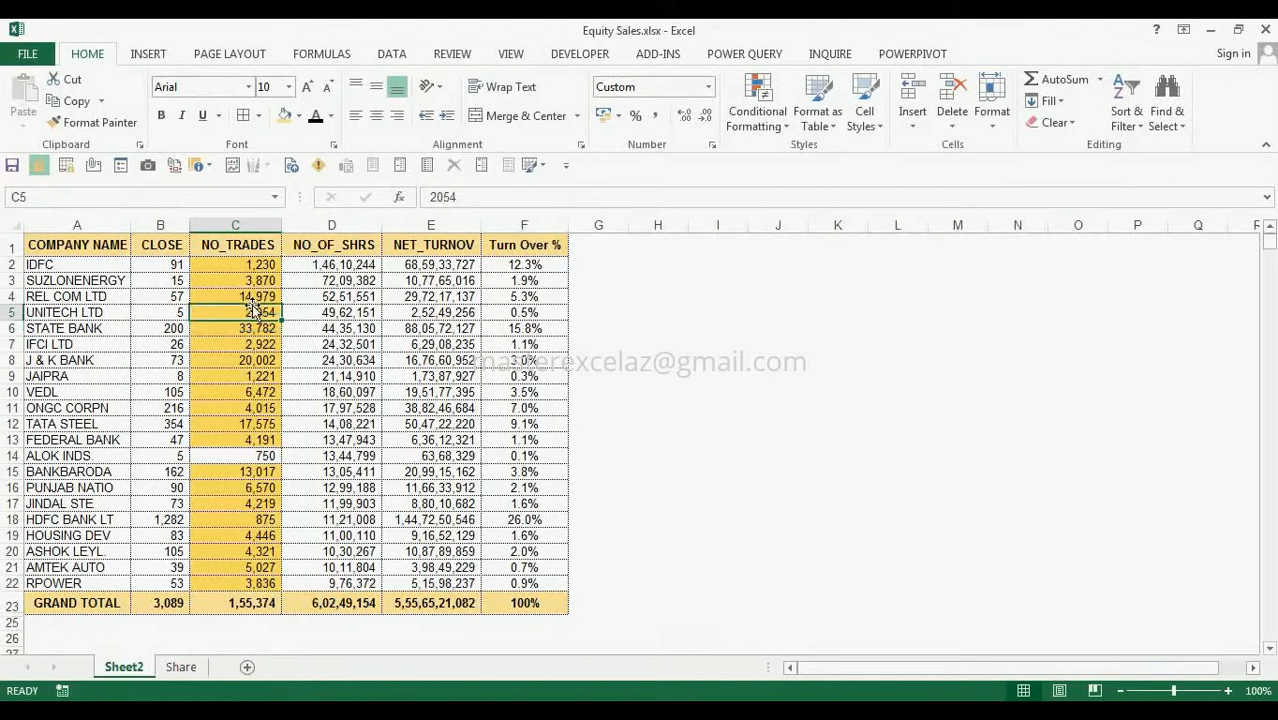 Equity Sales.xlsx - Excel
FILE HOME INSERT PAGE LAYOUT FORMULAS DATA REVIEW VIEW DEVELOPER ADD-INS POWER QUERY INQUIRE POWERPIVOT Sign in
Cut
Copy
Format Painter
Paste
Clipboard
Arial 10
B I U A
Font
Wrap Text
Merge & Center
Alignment
Custom
% ,
Number
Conditional Formatting
Format as Table
Cell Styles
Styles
Insert
Delete
Format
Cells
AutoSum
Fill
Clear
Sort & Filter
Find & Select
Editing
C5 fx 2054
A B C D E F G H I J K L M N O P Q R
1 COMPANY NAME CLOSE NO_TRADES NO_OF_SHRS NET_TURNOV Turn Over %
2 IDFC 91 1,230 1,46,10,244 68,59,33,727 12.3%
3 SUZLONENERGY 15 3,870 72,09,382 10,77,65,016 1.9%
4 REL COM LTD 57 14,979 52,51,551 29,72,17,137 5.3%
5 UNITECH LTD 5 2,054 49,62,151 2,52,49,256 0.5%
6 STATE BANK 200 33,782 44,35,130 88,05,72,127 15.8%
7 IFCI LTD 26 2,922 24,32,501 6,29,08,235 1.1%
8 J & K BANK 73 20,002 24,30,634 16,76,60,952 3.0%
masterexcelaz@gmail.com
9 JAIPRA 8 1,221 21,14,910 1,73,87,927 0.3%
10 VEDL 105 6,472 18,60,097 19,51,77,395 3.5%
11 ONGC CORPN 216 4,015 17,97,528 38,82,46,684 7.0%
12 TATA STEEL 354 17,575 14,08,221 50,47,22,220 9.1%
13 FEDERAL BANK 47 4,191 13,47,943 6,36,12,321 1.1%
14 ALOK INDS. 5 750 13,44,799 63,68,329 0.1%
15 BANKBARODA 162 13,017 13,05,411 20,99,15,162 3.8%
16 PUNJAB NATIO 90 6,570 12,99,188 11,66,33,912 2.1%
17 JINDAL STE 73 4,219 11,99,903 8,80,10,682 1.6%
18 HDFC BANK LT 1,282 875 11,21,008 1,44,72,50,546 26.0%
19 HOUSING DEV 83 4,446 11,00,110 9,16,52,129 1.6%
20 ASHOK LEYL. 105 4,321 10,30,267 10,87,89,859 2.0%
21 AMTEK AUTO 39 5,027 10,11,804 3,98,49,229 0.7%
22 RPOWER 53 3,836 9,76,372 5,15,98,237 0.9%
23 GRAND TOTAL 3,089 1,55,374 6,02,49,154 5,55,65,21,082 100%
25
26
27
Sheet2 Share
READY 100%